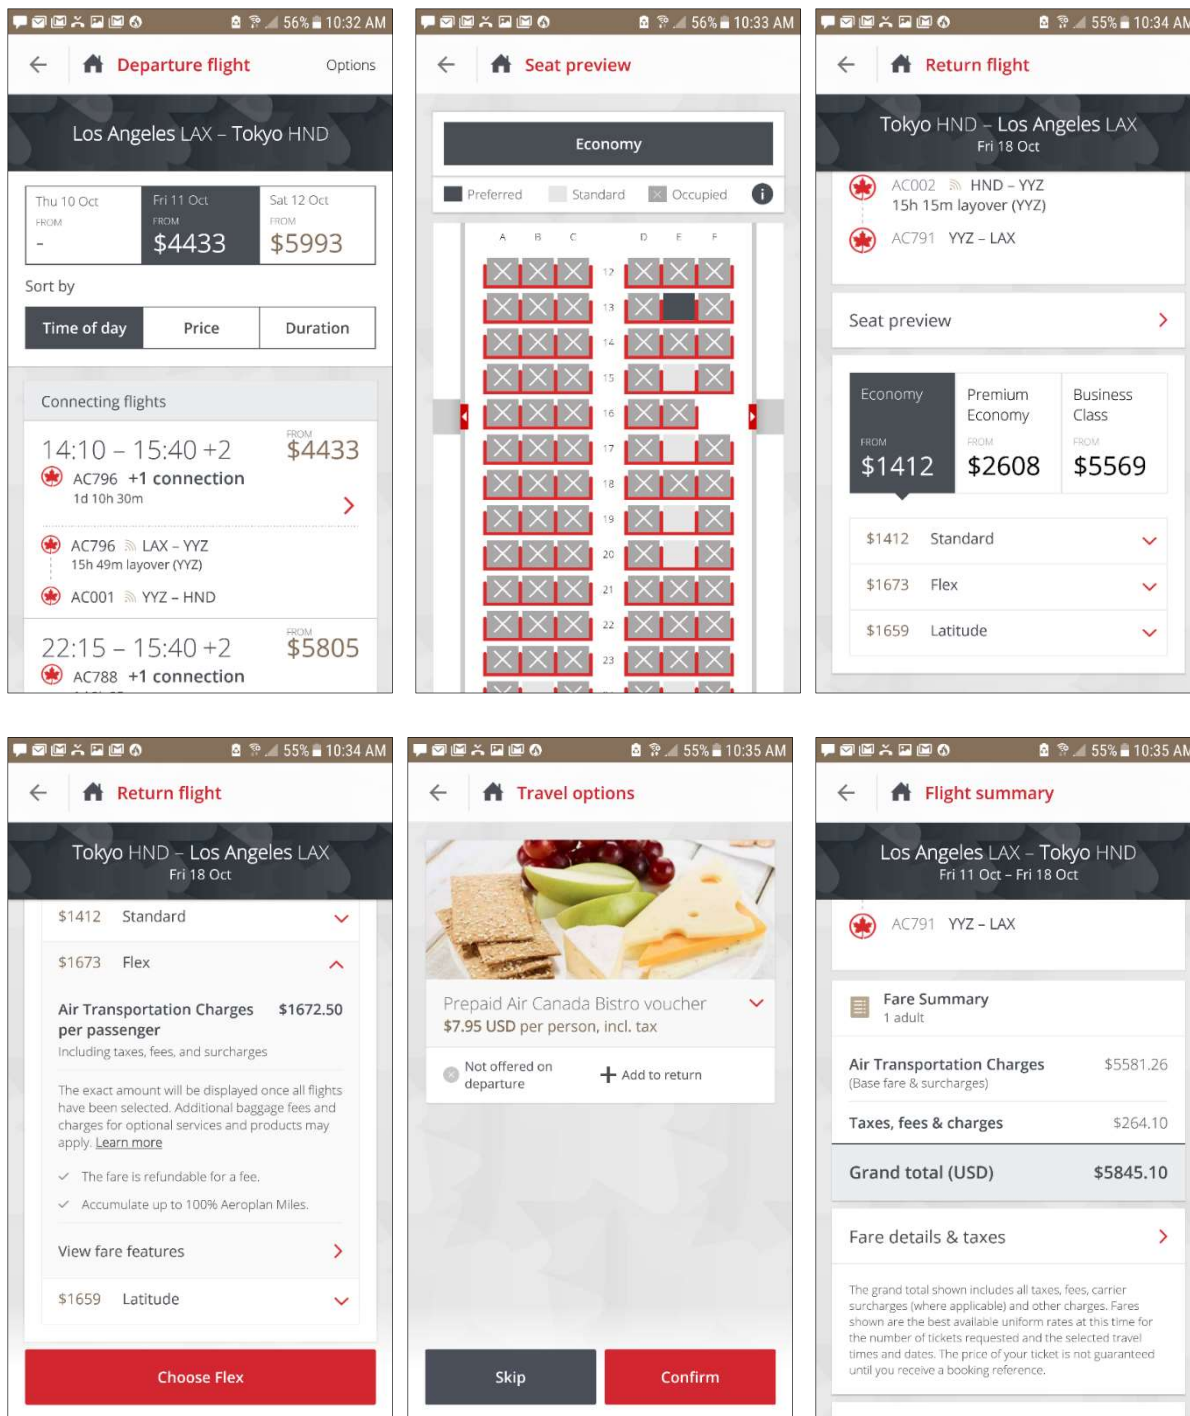 56% 10:32 AM
Departure flight Options
Los Angeles LAX – Tokyo HND
Thu 10 Oct Fri 11 Oct Sat 12 Oct
FROM FROM FROM
- $4433 $5993
Sort by
Time of day Price Duration
Connecting flights
14:10 – 15:40 +2 FROM $4433
AC796 +1 connection
1d 10h 30m
AC796 LAX – YYZ
15h 49m layover (YYZ)
AC001 YYZ – HND
22:15 – 15:40 +2 FROM $5805
AC788 +1 connection
56% 10:33 AM
Seat preview
Economy
Preferred Standard Occupied i
A B C D E F
12
13
14
15
16
17
18
19
20
21
22
23
55% 10:34 AM
Return flight
Tokyo HND – Los Angeles LAX
Fri 18 Oct
AC002 HND – YYZ
15h 15m layover (YYZ)
AC791 YYZ – LAX
Seat preview
Economy Premium Economy Business Class
FROM FROM FROM
$1412 $2608 $5569
$1412 Standard
$1673 Flex
$1659 Latitude
55% 10:34 AM
Return flight
Tokyo HND – Los Angeles LAX
Fri 18 Oct
$1412 Standard
$1673 Flex
Air Transportation Charges $1672.50
per passenger
Including taxes, fees, and surcharges
The exact amount will be displayed once all flights
have been selected. Additional baggage fees and
charges for optional services and products may
apply. Learn more
The fare is refundable for a fee.
Accumulate up to 100% Aeroplan Miles.
View fare features
$1659 Latitude
Choose Flex
55% 10:35 AM
Travel options
Prepaid Air Canada Bistro voucher
$7.95 USD per person, incl. tax
Not offered on
departure
Add to return
Skip Confirm
55% 10:35 AM
Flight summary
Los Angeles LAX – Tokyo HND
Fri 11 Oct – Fri 18 Oct
AC791 YYZ – LAX
Fare Summary
1 adult
Air Transportation Charges $5581.26
(Base fare & surcharges)
Taxes, fees & charges $264.10
Grand total (USD) $5845.10
Fare details & taxes
The grand total shown includes all taxes, fees, carrier
surcharges (where applicable) and other charges. Fares
shown are the best available uniform rates at this time for
the number of tickets requested and the selected travel
times and dates. The price of your ticket is not guaranteed
until you receive a booking reference.